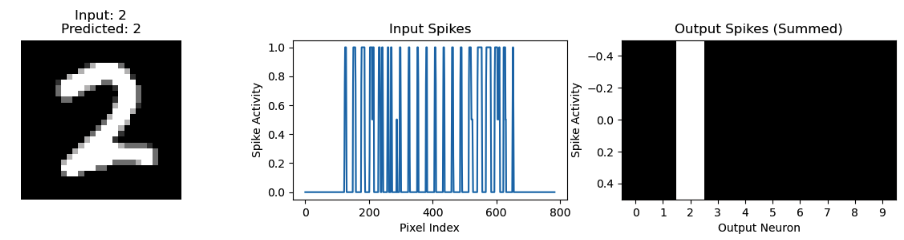 Input: 2
Predicted: 2
2
Input Spikes
Spike Activity
1.0
0.8
0.6
0.4
0.2
0.0
0 200 400 600 800
Pixel Index
Output Spikes (Summed)
Spike Activity
−0.4
−0.2
0.0
0.2
0.4
0 1 2 3 4 5 6 7 8 9
Output Neuron